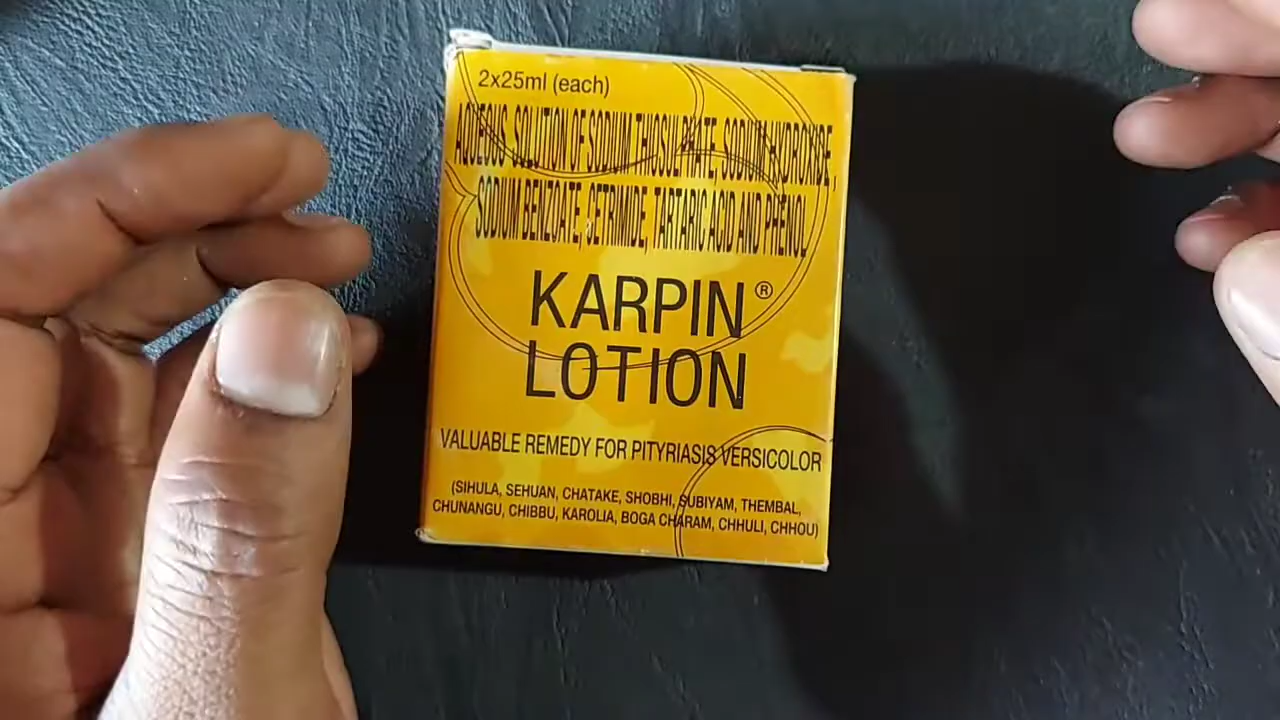 2x25ml (each)
AQUEOUS SOLUTION OF SODIUM THIOSULPHATE, SODIUM HYDROXIDE,
SODIUM BENZOATE, CETRIMIDE, TARTARIC ACID AND PHENOL
KARPIN®
LOTION
VALUABLE REMEDY FOR PITYRIASIS VERSICOLOR
(SIHULA, SEHUAN, CHATAKE, SHOBHI, SUBIYAM, THEMBAL,
CHUNANGU, CHIBBU, KAROLIA, BOGA CHARAM, CHHULI, CHHOU)